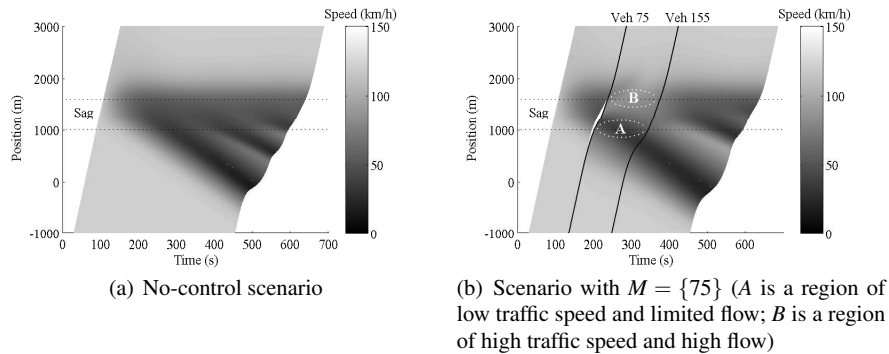 Speed (km/h)
3000
2000
1000
0
-1000
Position (m)
Sag
0
100
200
300
400
500
600
700
Time (s)
150
100
50
0
(a) No-control scenario
Veh 75
Veh 155
Speed (km/h)
3000
2000
1000
0
-1000
Position (m)
Sag
B
A
0
100
200
300
400
500
600
Time (s)
150
100
50
0
(b) Scenario with M = {75} (A is a region of
low traffic speed and limited flow; B is a region
of high traffic speed and high flow)